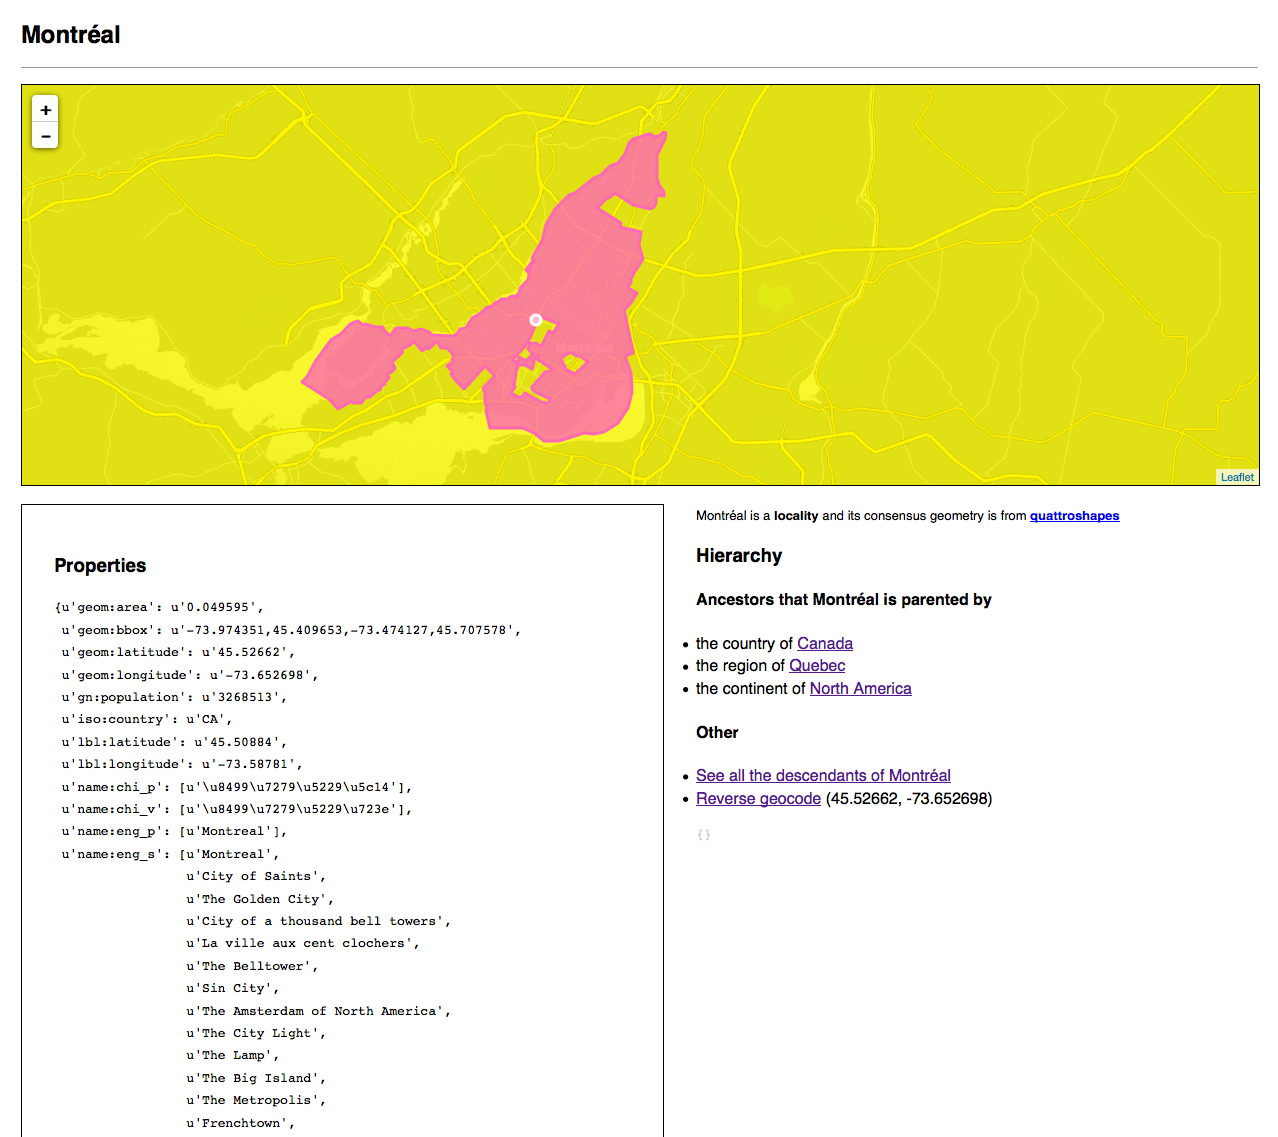 Montréal
+
−
Montréal
Leaflet
Properties
{u'geom:area': u'0.049595',
u'geom:bbox': u'-73.974351,45.409653,-73.474127,45.707578',
u'geom:latitude': u'45.52662',
u'geom:longitude': u'-73.652698',
u'gn:population': u'3268513',
u'iso:country': u'CA',
u'lbl:latitude': u'45.50884',
u'lbl:longitude': u'-73.58781',
u'name:chi_p': [u'\u8499\u7279\u5229\u5c14'],
u'name:chi_v': [u'\u8499\u7279\u5229\u723e'],
u'name:eng_p': [u'Montreal'],
u'name:eng_s': [u'Montreal',
u'City of Saints',
u'The Golden City',
u'City of a thousand bell towers',
u'La ville aux cent clochers',
u'The Belltower',
u'Sin City',
u'The Amsterdam of North America',
u'The City Light',
u'The Lamp',
u'The Big Island',
u'The Metropolis',
u'Frenchtown',
Montréal is a locality and its consensus geometry is from quattroshapes
Hierarchy
Ancestors that Montréal is parented by
• the country of Canada
• the region of Quebec
• the continent of North America
Other
• See all the descendants of Montréal
• Reverse geocode (45.52662, -73.652698)
{}